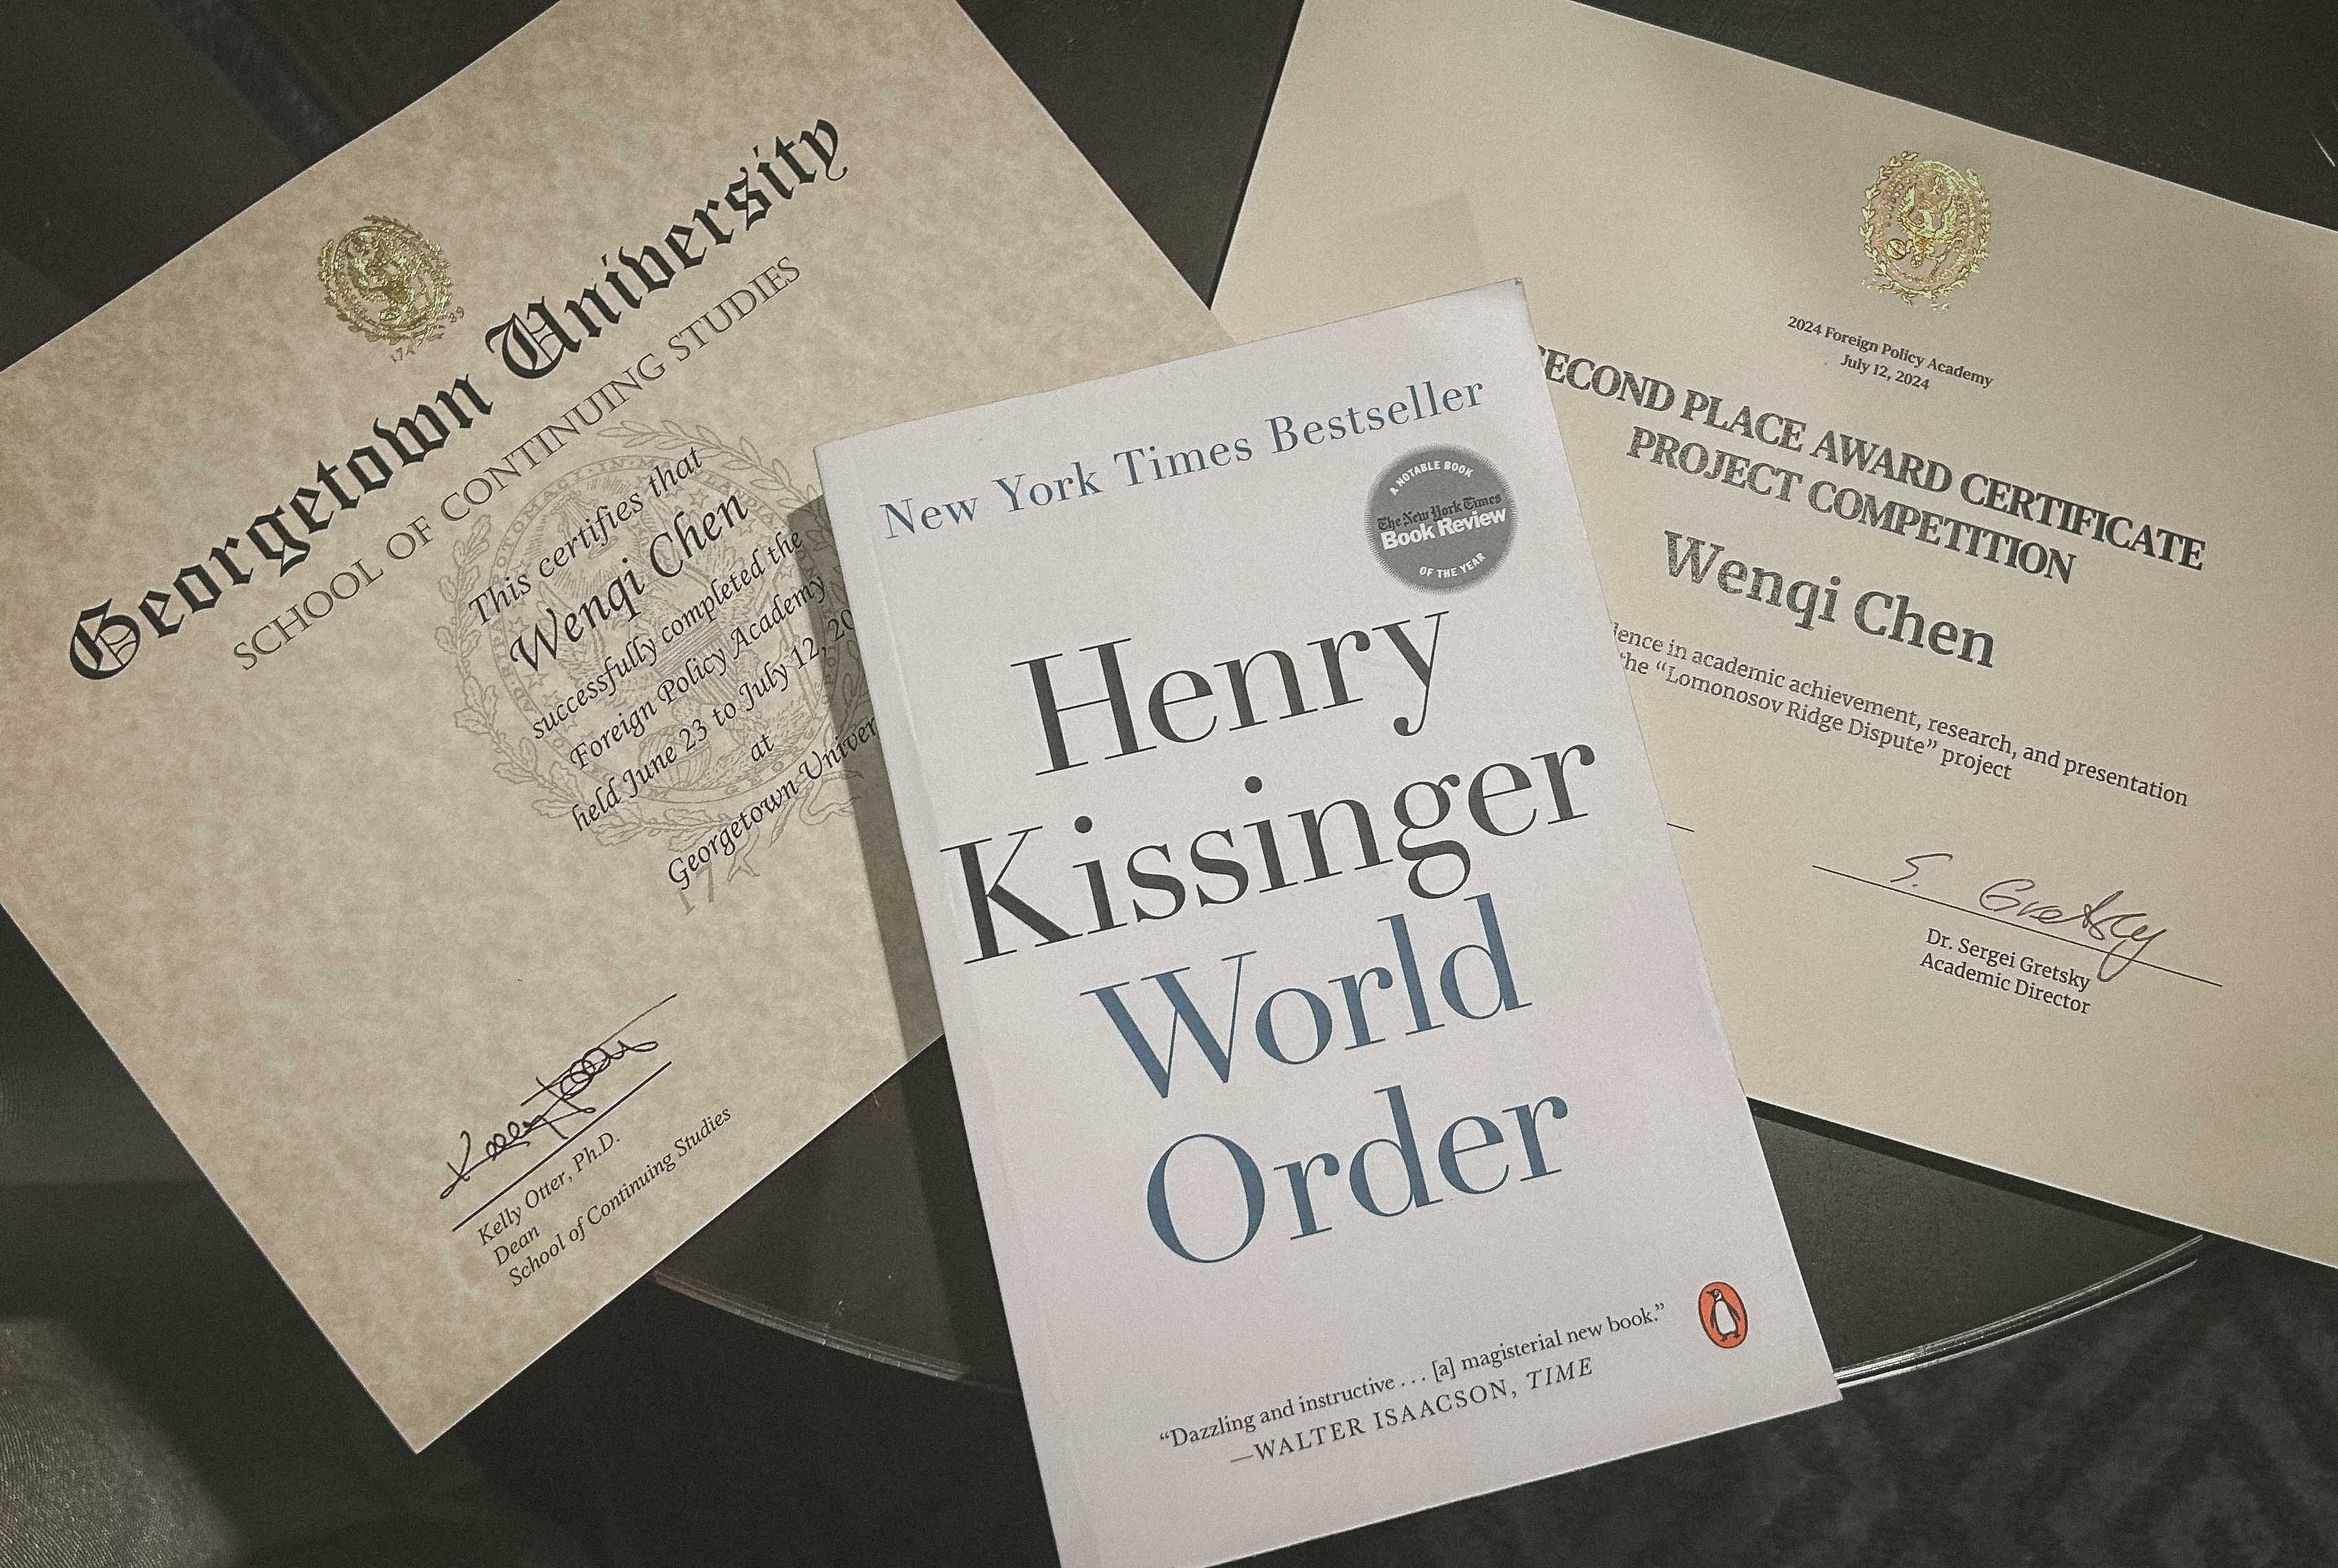 Georgetown University
SCHOOL OF CONTINUING STUDIES
This certifies that
Wenqi Chen
successfully completed the
Foreign Policy Academy
held June 23 to July 12, 20
at
Georgetown Univer
Kelly Otter, Ph.D.
Dean
School of Continuing Studies
New York Times Bestseller
A NOTABLE BOOK
The New York Times
Book Review
OF THE YEAR
Henry
Kissinger
World
Order
“Dazzling and instructive . . . [a] magisterial new book.”
—WALTER ISAACSON, TIME
2024 Foreign Policy Academy
July 12, 2024
ECOND PLACE AWARD CERTIFICATE
PROJECT COMPETITION
Wenqi Chen
lence in academic achievement, research, and presentation
the “Lomonosov Ridge Dispute” project
S. Gretsky
Dr. Sergei Gretsky
Academic Director